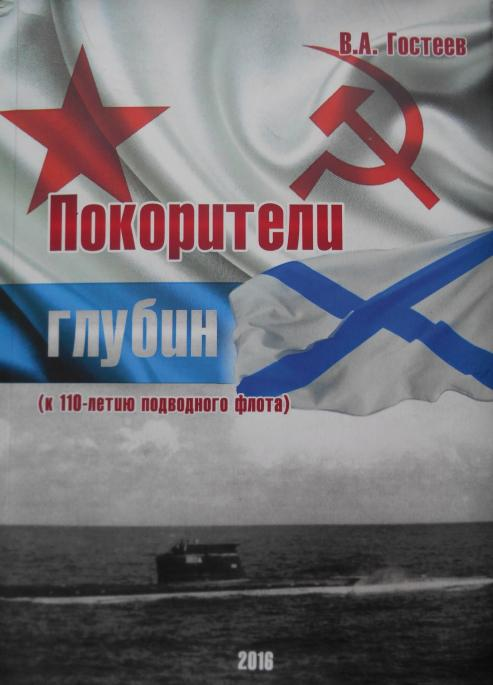 В.А. Гостеев
Покорители
глубин
(к 110-летию подводного флота)
2016